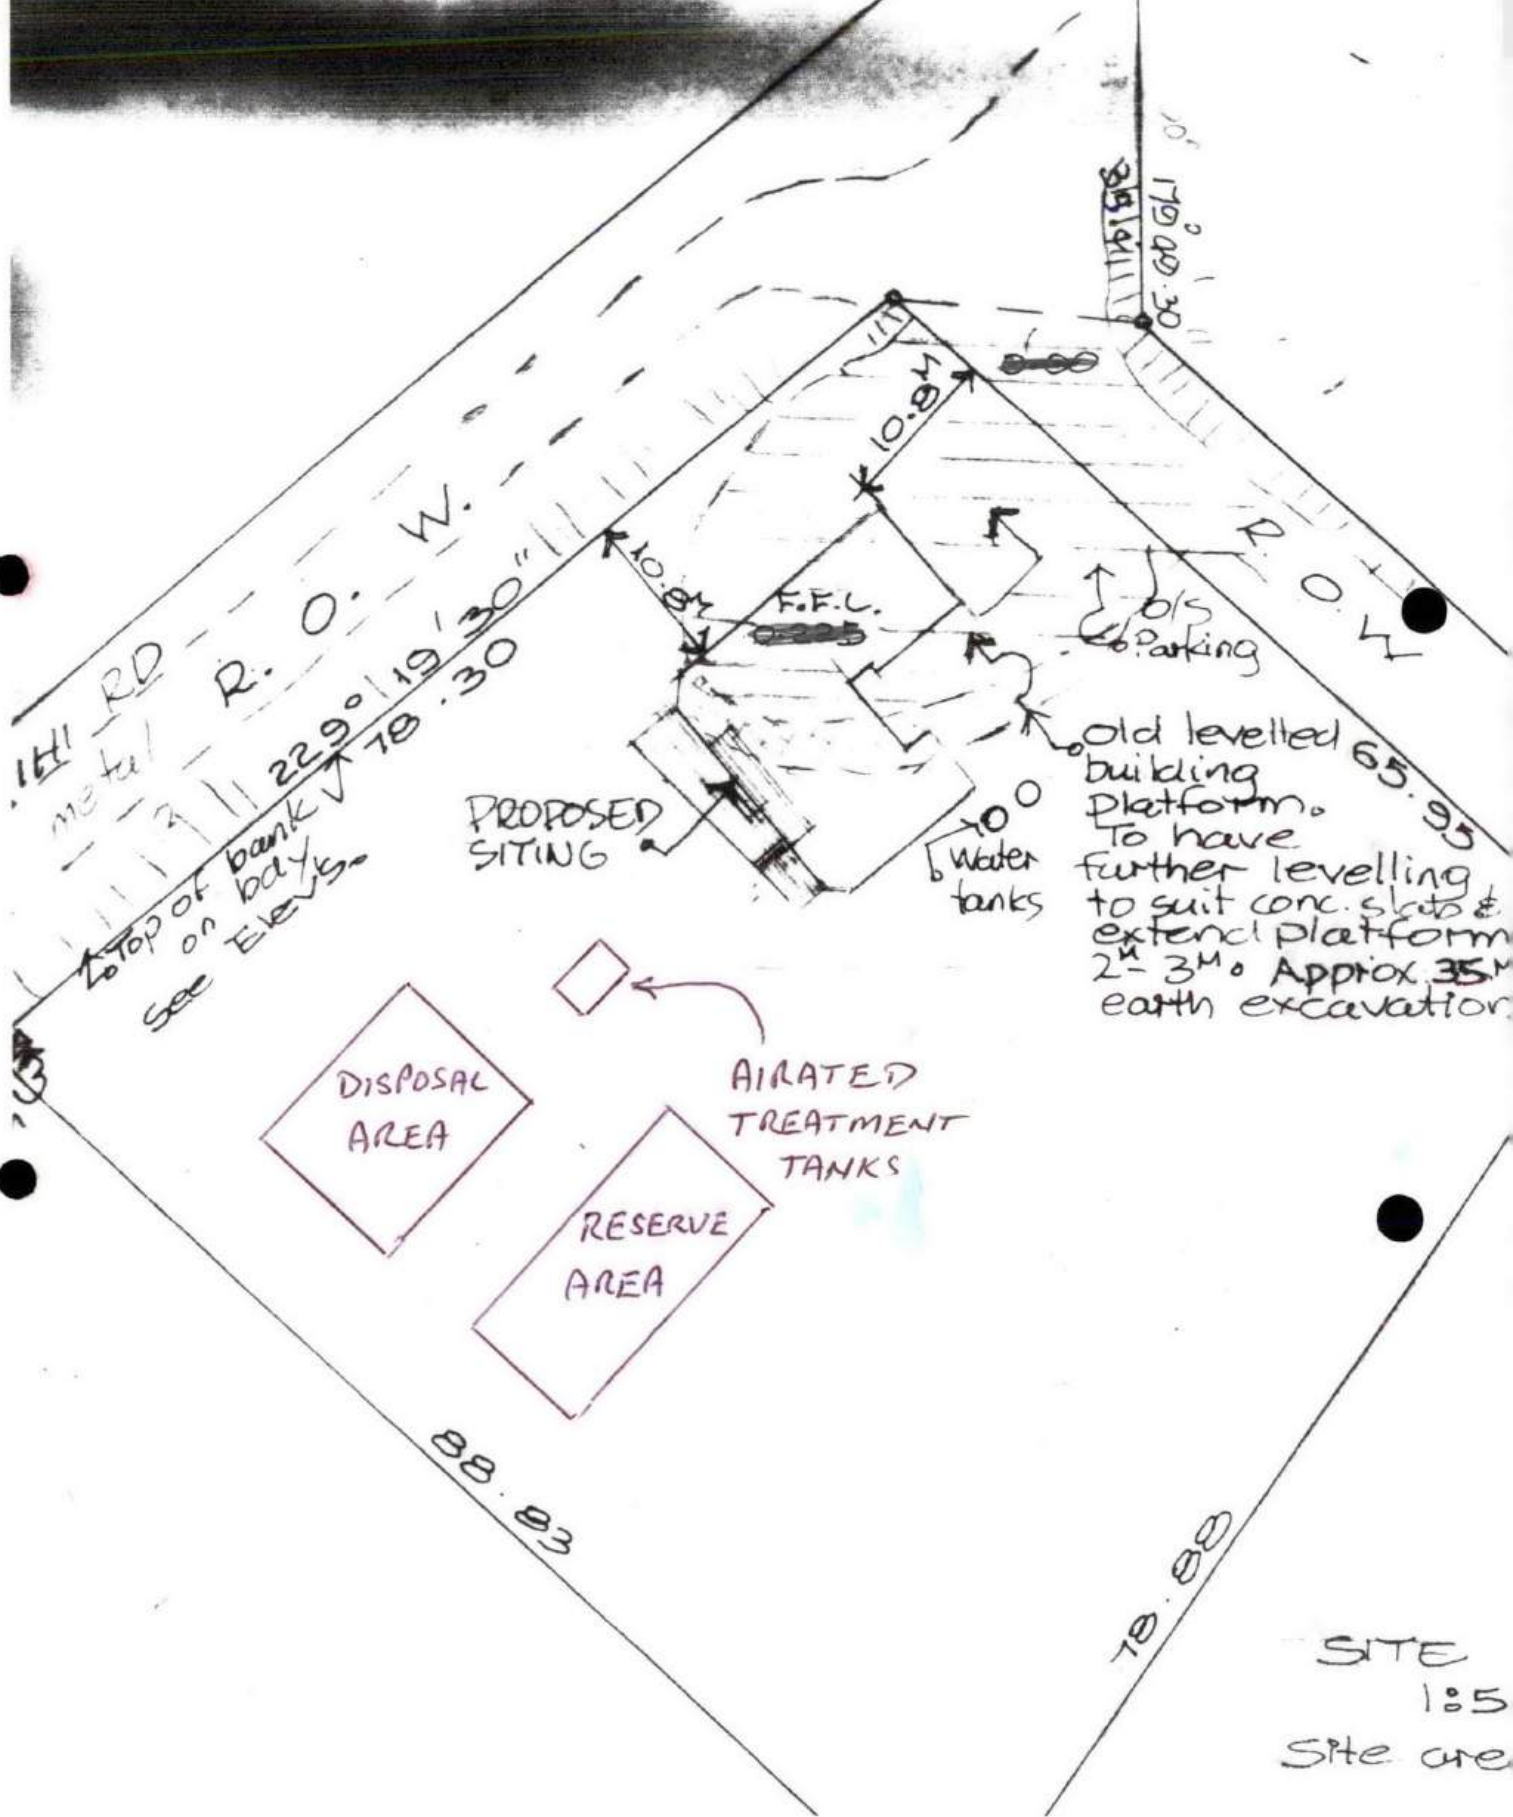 179° 09' 30
10.8M
10.8M
R. O. W.
R. O. W
F.F.L.
O/S
Parking
RD
metal
229° 19' 30"
78.30
Top of bank
on bdy.
See Elevs.
PROPOSED
SITING
Water
tanks
65.95
old levelled
building
platform.
To have
further levelling
to suit conc. slab &
extend platform
2M - 3M. Approx 35M
earth excavation
AIRATED
TREATMENT
TANKS
DISPOSAL
AREA
RESERVE
AREA
88.83
78.88
SITE
1:5
Site are